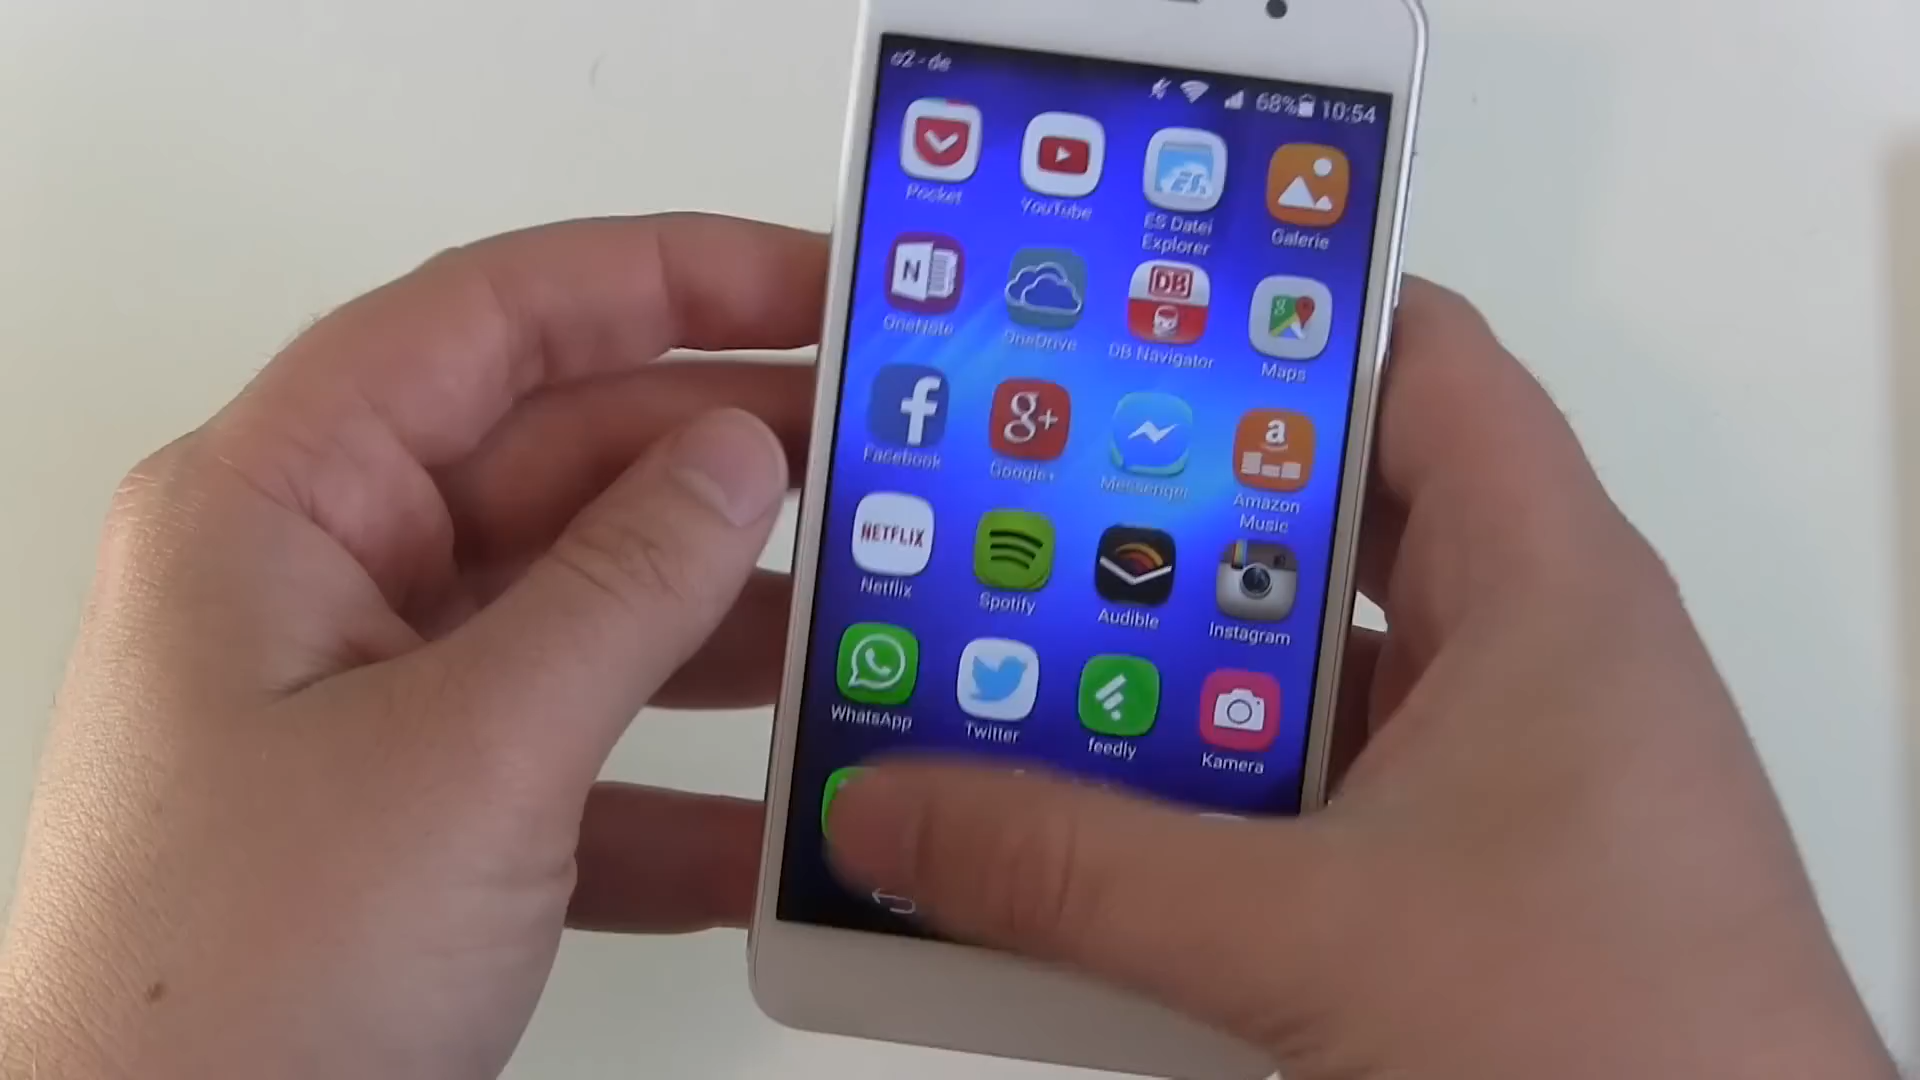 o2 - de
68% 10:54
Pocket
YouTube
ES
ES Datei
Explorer
Galerie
N
OneNote
OneDrive
DB
DB Navigator
g
Maps
f
Facebook
g+
Google+
Messenger
a
Amazon
Music
NETFLIX
Netflix
Spotify
Audible
Instagram
WhatsApp
Twitter
feedly
Kamera